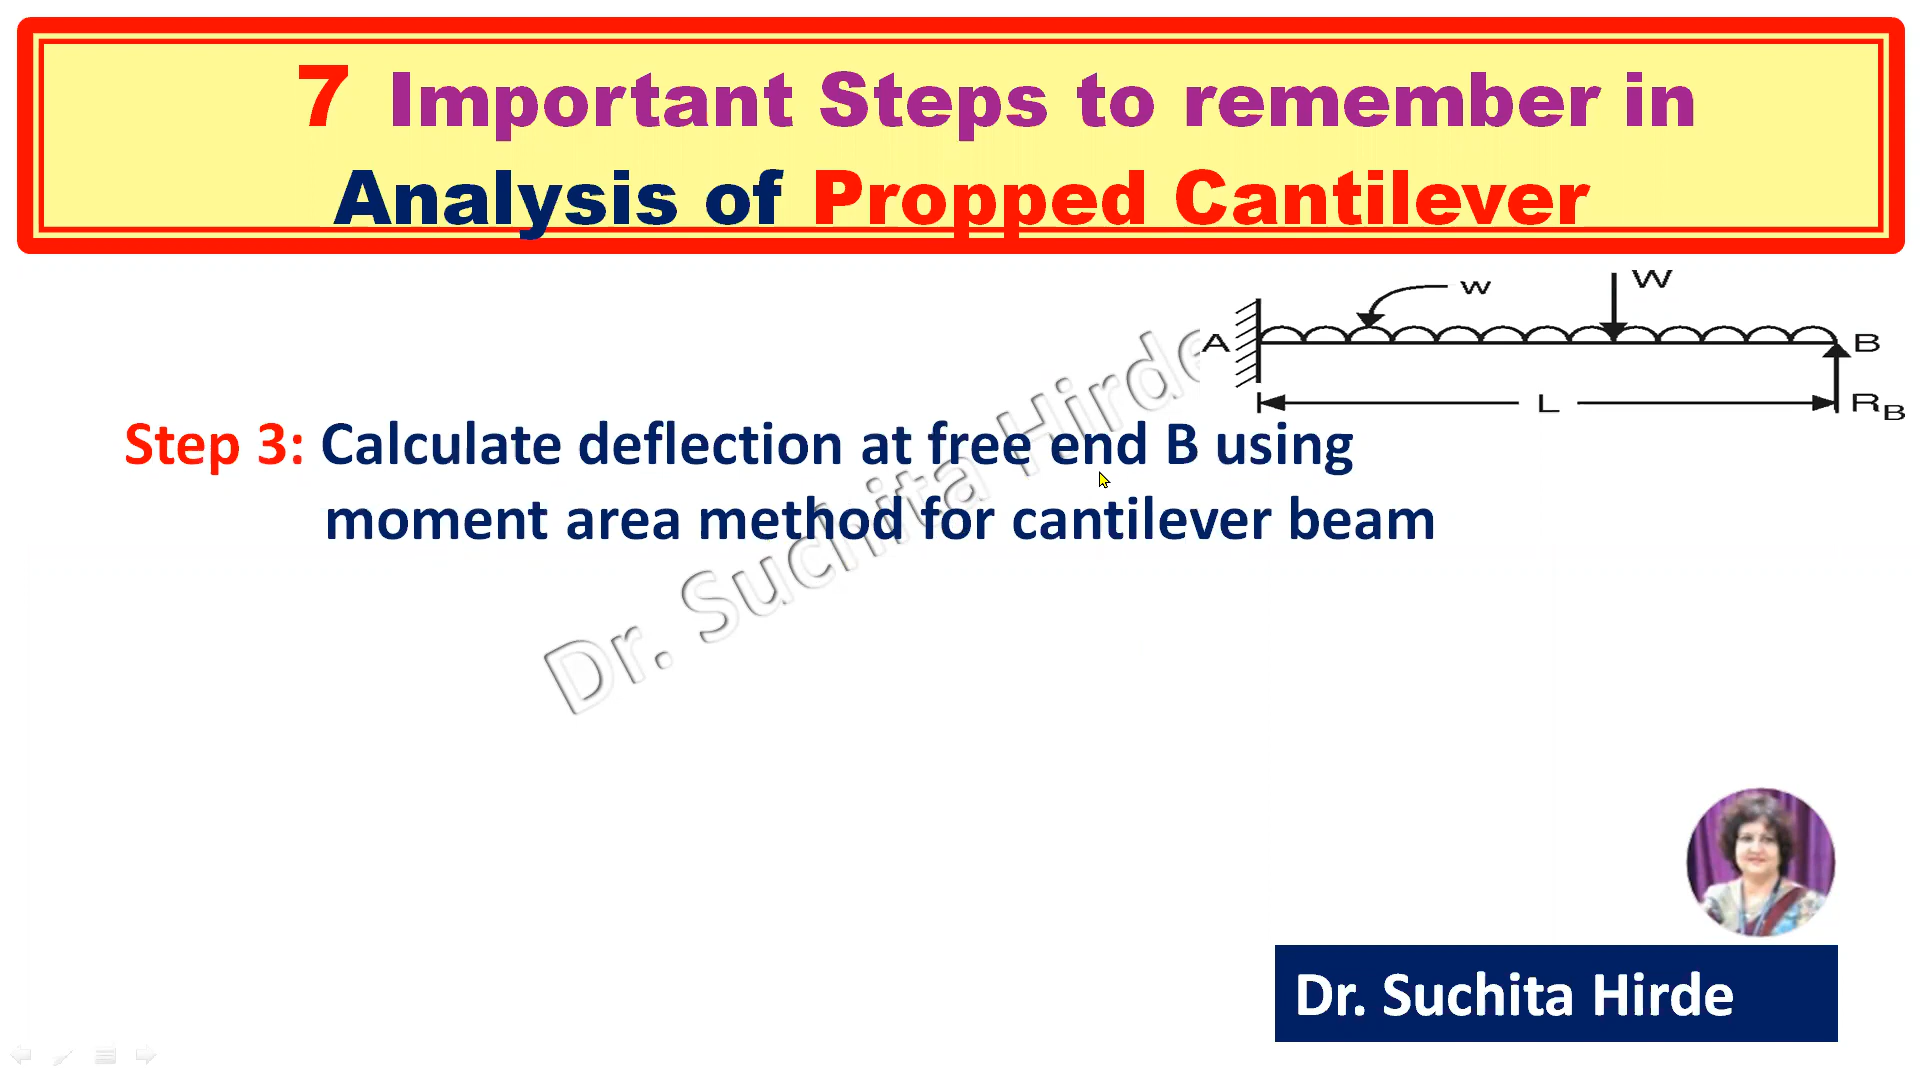 7 Important Steps to remember in
Analysis of Propped Cantilever
w
W
A
B
L
RB
Step 3: Calculate deflection at free end B using
moment area method for cantilever beam
Dr. Suchita Hirde
Dr. Suchita Hirde